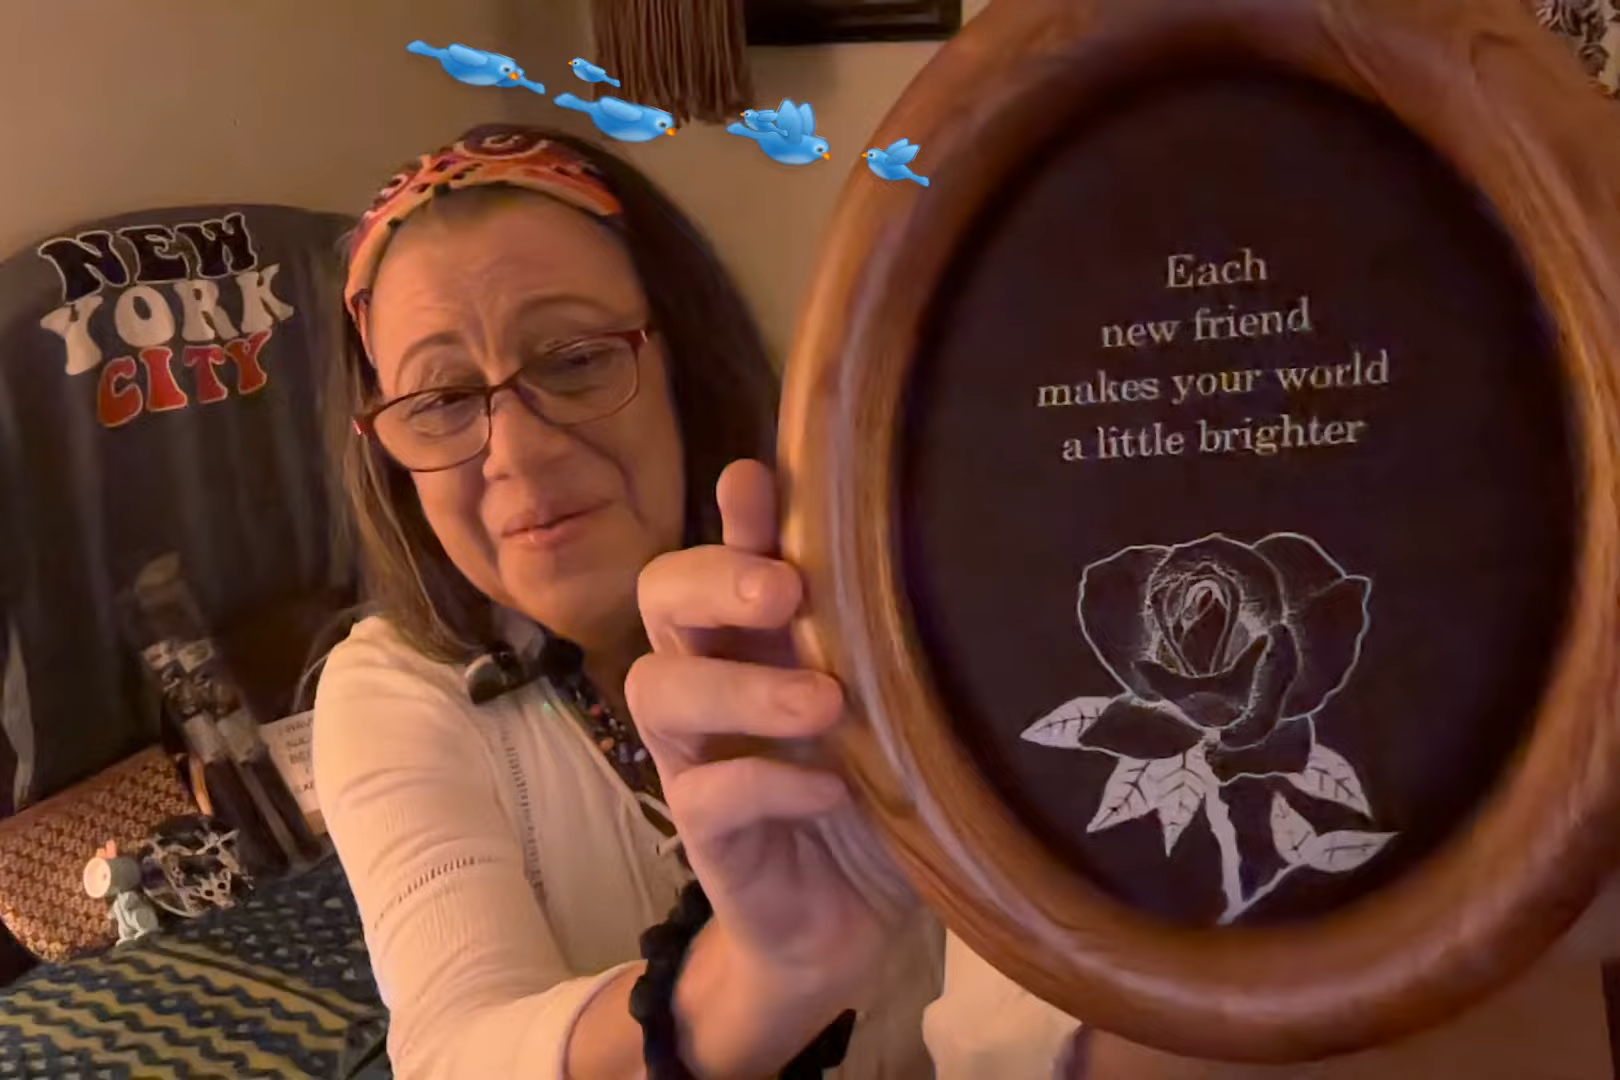 NEW
YORK
CITY
Each
new friend
makes your world
a little brighter